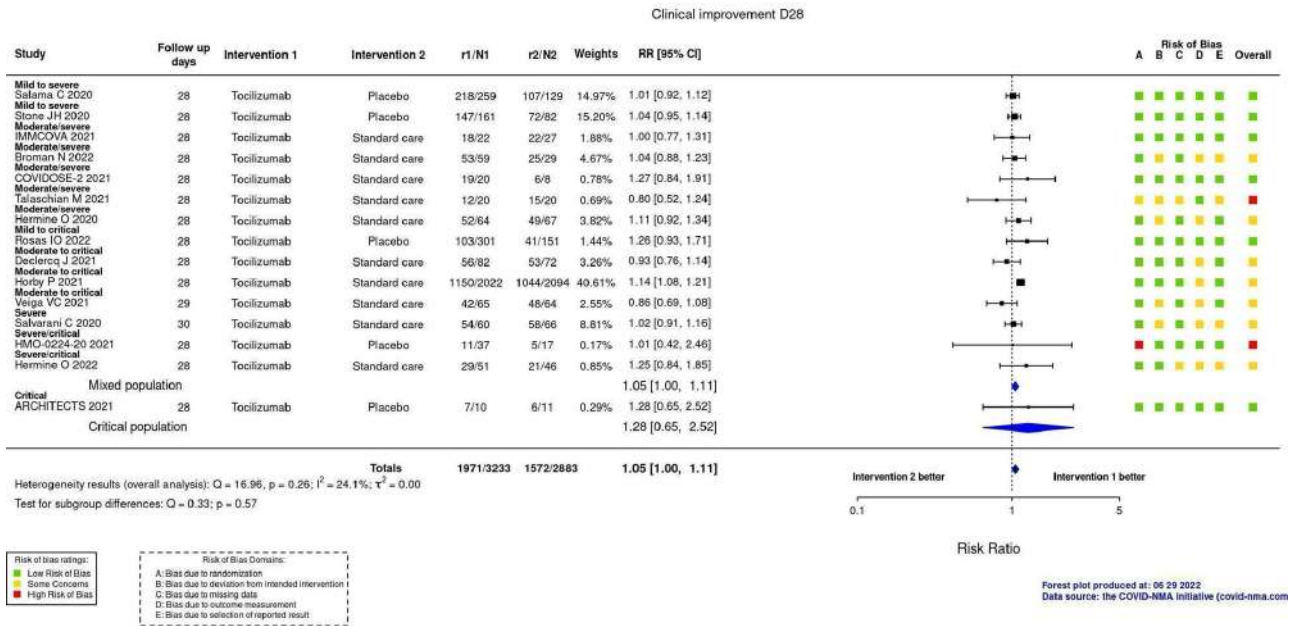 Clinical improvement D28
Study Follow up days Intervention 1 Intervention 2 r1/N1 r2/N2 Weights RR [95% CI] Risk of Bias A B C D E Overall
Mild to severe
Salama C 2020 28 Tocilizumab Placebo 218/259 107/129 14.97% 1.01 [0.92, 1.12]
Mild to severe
Stone JH 2020 28 Tocilizumab Placebo 147/161 72/82 15.20% 1.04 [0.95, 1.14]
Moderate/severe
IMMCOVA 2021 28 Tocilizumab Standard care 18/22 22/27 1.88% 1.00 [0.77, 1.31]
Moderate/severe
Broman N 2022 28 Tocilizumab Standard care 53/59 25/29 4.67% 1.04 [0.88, 1.23]
Moderate/severe
COVIDOSE-2 2021 28 Tocilizumab Standard care 19/20 6/8 0.78% 1.27 [0.84, 1.91]
Moderate/severe
Talaschian M 2021 28 Tocilizumab Standard care 12/20 15/20 0.69% 0.80 [0.52, 1.24]
Moderate/severe
Hermine O 2020 28 Tocilizumab Standard care 52/64 49/67 3.82% 1.11 [0.92, 1.34]
Mild to critical
Rosas IO 2022 28 Tocilizumab Placebo 103/301 41/151 1.44% 1.26 [0.93, 1.71]
Moderate to critical
Declercq J 2021 28 Tocilizumab Standard care 56/82 53/72 3.26% 0.93 [0.76, 1.14]
Moderate to critical
Horby P 2021 28 Tocilizumab Standard care 1150/2022 1044/2094 40.61% 1.14 [1.08, 1.21]
Moderate to critical
Veiga VC 2021 29 Tocilizumab Standard care 42/65 48/64 2.55% 0.86 [0.69, 1.08]
Severe
Salvarani C 2020 30 Tocilizumab Standard care 54/60 58/66 8.81% 1.02 [0.91, 1.16]
Severe/critical
HMO-0224-20 2021 28 Tocilizumab Placebo 11/37 5/17 0.17% 1.01 [0.42, 2.46]
Severe/critical
Hermine O 2022 28 Tocilizumab Standard care 29/51 21/46 0.85% 1.25 [0.84, 1.85]
Mixed population 1.05 [1.00, 1.11]
Critical
ARCHITECTS 2021 28 Tocilizumab Placebo 7/10 6/11 0.29% 1.28 [0.65, 2.52]
Critical population 1.28 [0.65, 2.52]
Totals 1971/3233 1572/2883 1.05 [1.00, 1.11]
Heterogeneity results (overall analysis): Q = 16.96, p = 0.26; I² = 24.1%; τ² = 0.00
Test for subgroup differences: Q = 0.33; p = 0.57
Intervention 2 better Intervention 1 better
0.1 1 5
Risk Ratio
Risk of bias ratings:
Low Risk of Bias
Some Concerns
High Risk of Bias
Risk of Bias Domains:
A: Bias due to randomization
B: Bias due to deviation from intended intervention
C: Bias due to missing data
D: Bias due to outcome measurement
E: Bias due to selection of reported result
Forest plot produced at: 06 29 2022
Data source: the COVID-NMA initiative (covid-nma.com